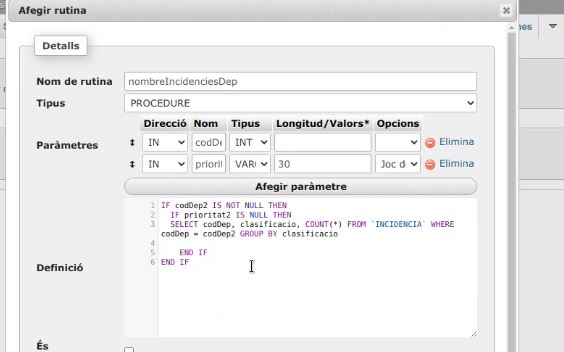 Afegir rutina
Detalls
Nom de rutina nombreIncidenciesDep
Tipus PROCEDURE
Direcció Nom Tipus Longitud/Valors* Opcions
Paràmetres
IN codDe INT Elimina
IN priorit VAR 30 Joc d Elimina
Afegir paràmetre
1 IF codDep2 IS NOT NULL THEN
2 IF prioritat2 IS NULL THEN
3 SELECT codDep, clasificacio, COUNT(*) FROM `INCIDENCIA` WHERE
codDep = codDep2 GROUP BY clasificacio
4
5 END IF
6 END IF
Definició
És